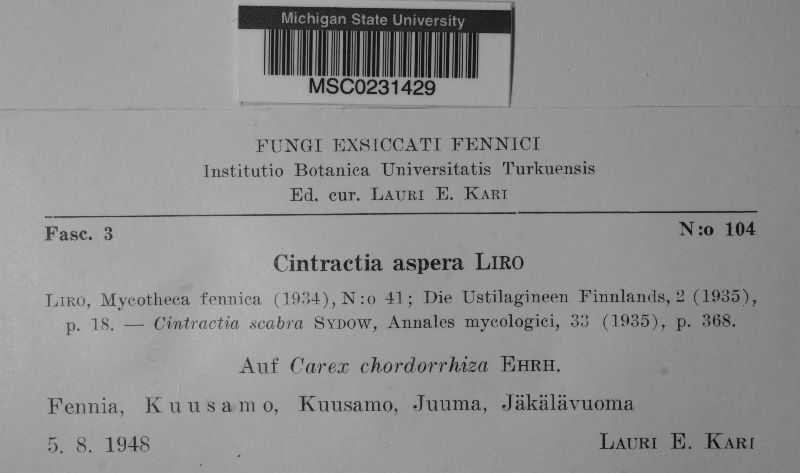 Michigan State University
MSC0231429
FUNGI EXSICCATI FENNICI
Institutio Botanica Universitatis Turkuensis
Ed. cur. LAURI E. KARI
Fasc. 3 N:o 104
Cintractia aspera LIRO
LIRO, Mycotheca fennica (1934), N:o 41; Die Ustilagineen Finnlands, 2 (1935),
p. 18. — Cintractia scabra SYDOW, Annales mycologici, 33 (1935), p. 368.
Auf Carex chordorrhiza EHRH.
Fennia, Kuusamo, Kuusamo, Juuma, Jäkälävuoma
5. 8. 1948 LAURI E. KARI